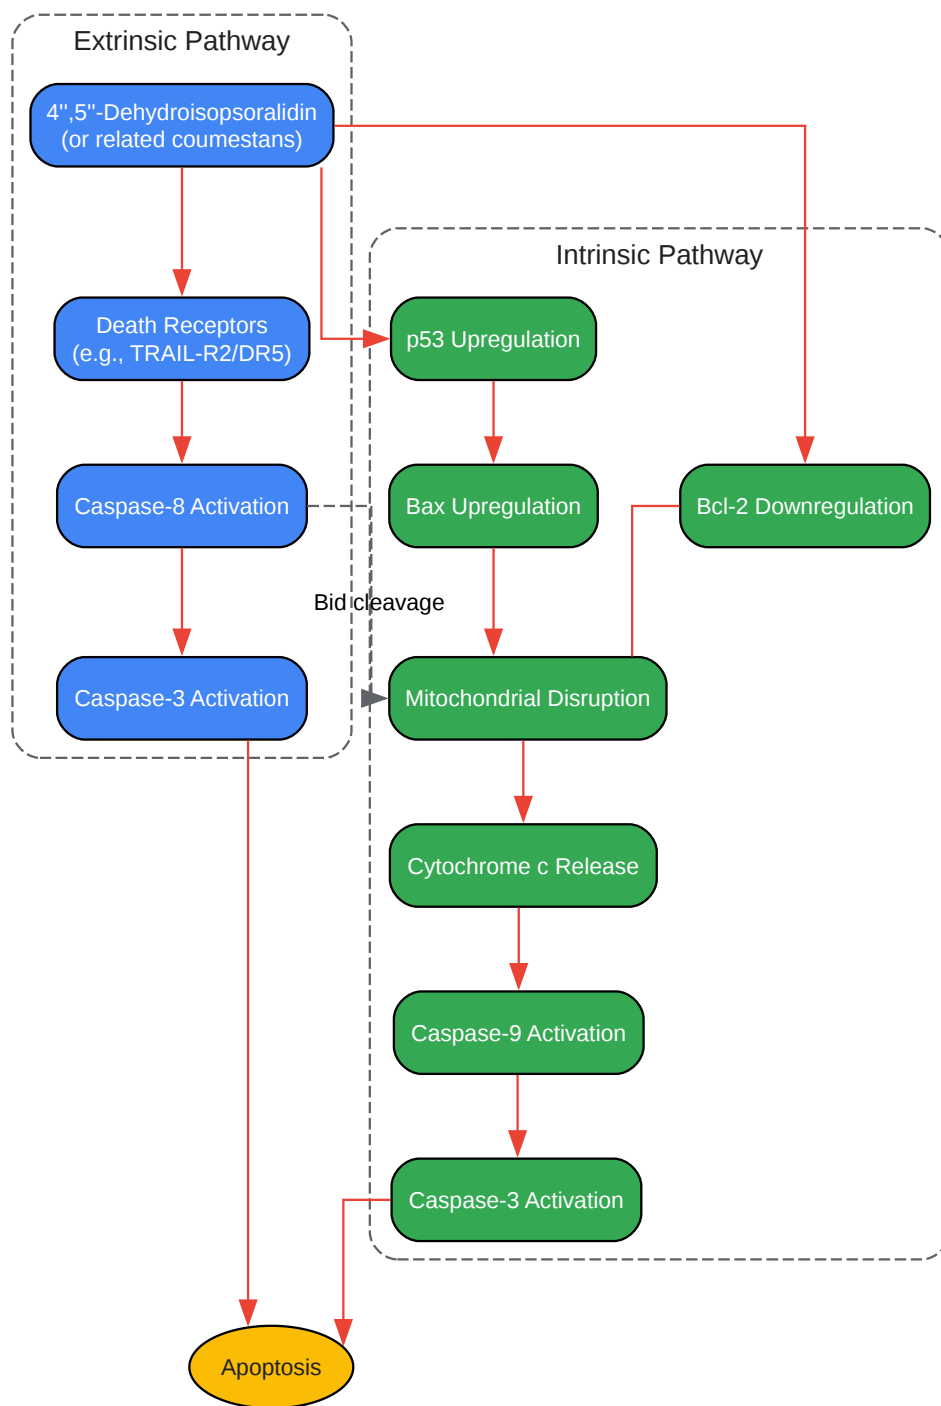 Extrinsic Pathway
4'',5''-Dehydroisopsoralidin
(or related coumestans)
Intrinsic Pathway
Death Receptors
(e.g., TRAIL-R2/DR5)
p53 Upregulation
Caspase-8 Activation
Bax Upregulation
Bcl-2 Downregulation
Bid cleavage
Caspase-3 Activation
Mitochondrial Disruption
Cytochrome c Release
Caspase-9 Activation
Caspase-3 Activation
Apoptosis